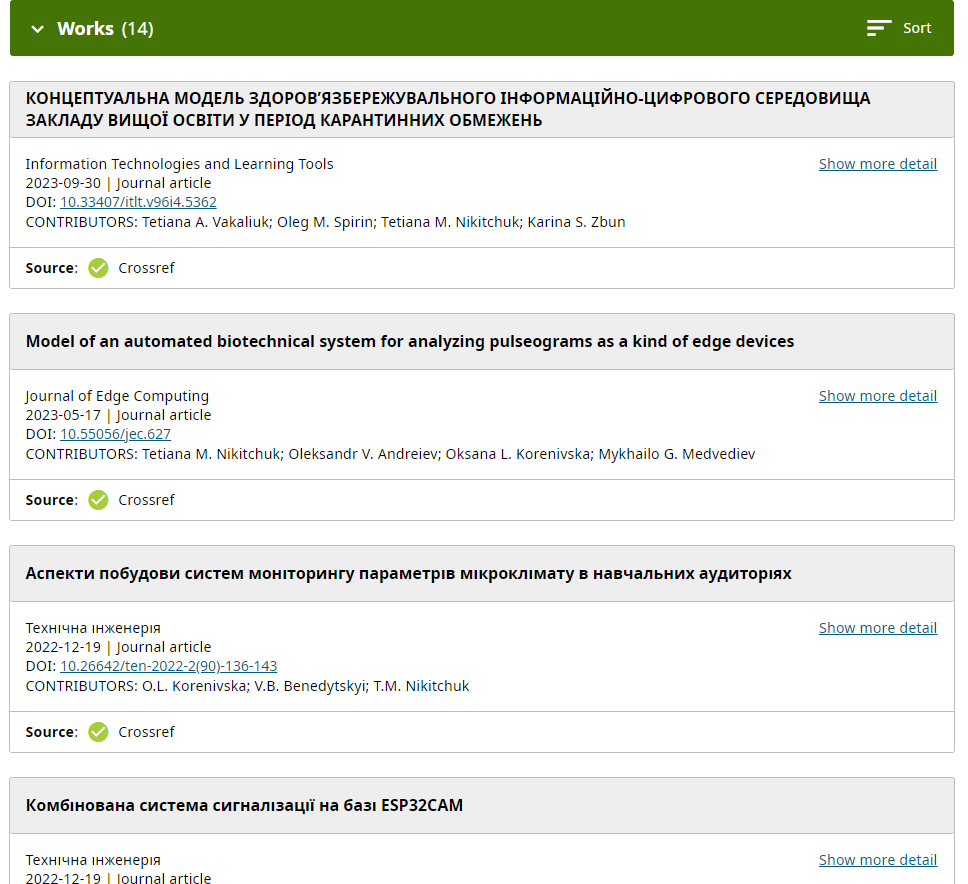 Works (14)
Sort
КОНЦЕПТУАЛЬНА МОДЕЛЬ ЗДОРОВ’ЯЗБЕРЕЖУВАЛЬНОГО ІНФОРМАЦІЙНО-ЦИФРОВОГО СЕРЕДОВИЩА
ЗАКЛАДУ ВИЩОЇ ОСВІТИ У ПЕРІОД КАРАНТИННИХ ОБМЕЖЕНЬ
Information Technologies and Learning Tools
Show more detail
2023-09-30 | Journal article
DOI: 10.33407/itlt.v96i4.5362
CONTRIBUTORS: Tetiana A. Vakaliuk; Oleg M. Spirin; Tetiana M. Nikitchuk; Karina S. Zbun
Source: Crossref
Model of an automated biotechnical system for analyzing pulseograms as a kind of edge devices
Journal of Edge Computing
Show more detail
2023-05-17 | Journal article
DOI: 10.55056/jec.627
CONTRIBUTORS: Tetiana M. Nikitchuk; Oleksandr V. Andreiev; Oksana L. Korenivska; Mykhailo G. Medvediev
Source: Crossref
Аспекти побудови систем моніторингу параметрів мікроклімату в навчальних аудиторіях
Технічна інженерія
Show more detail
2022-12-19 | Journal article
DOI: 10.26642/ten-2022-2(90)-136-143
CONTRIBUTORS: O.L. Korenivska; V.B. Benedytskyi; T.M. Nikitchuk
Source: Crossref
Комбінована система сигналізації на базі ESP32CAM
Технічна інженерія
Show more detail
2022-12-19 | Journal article